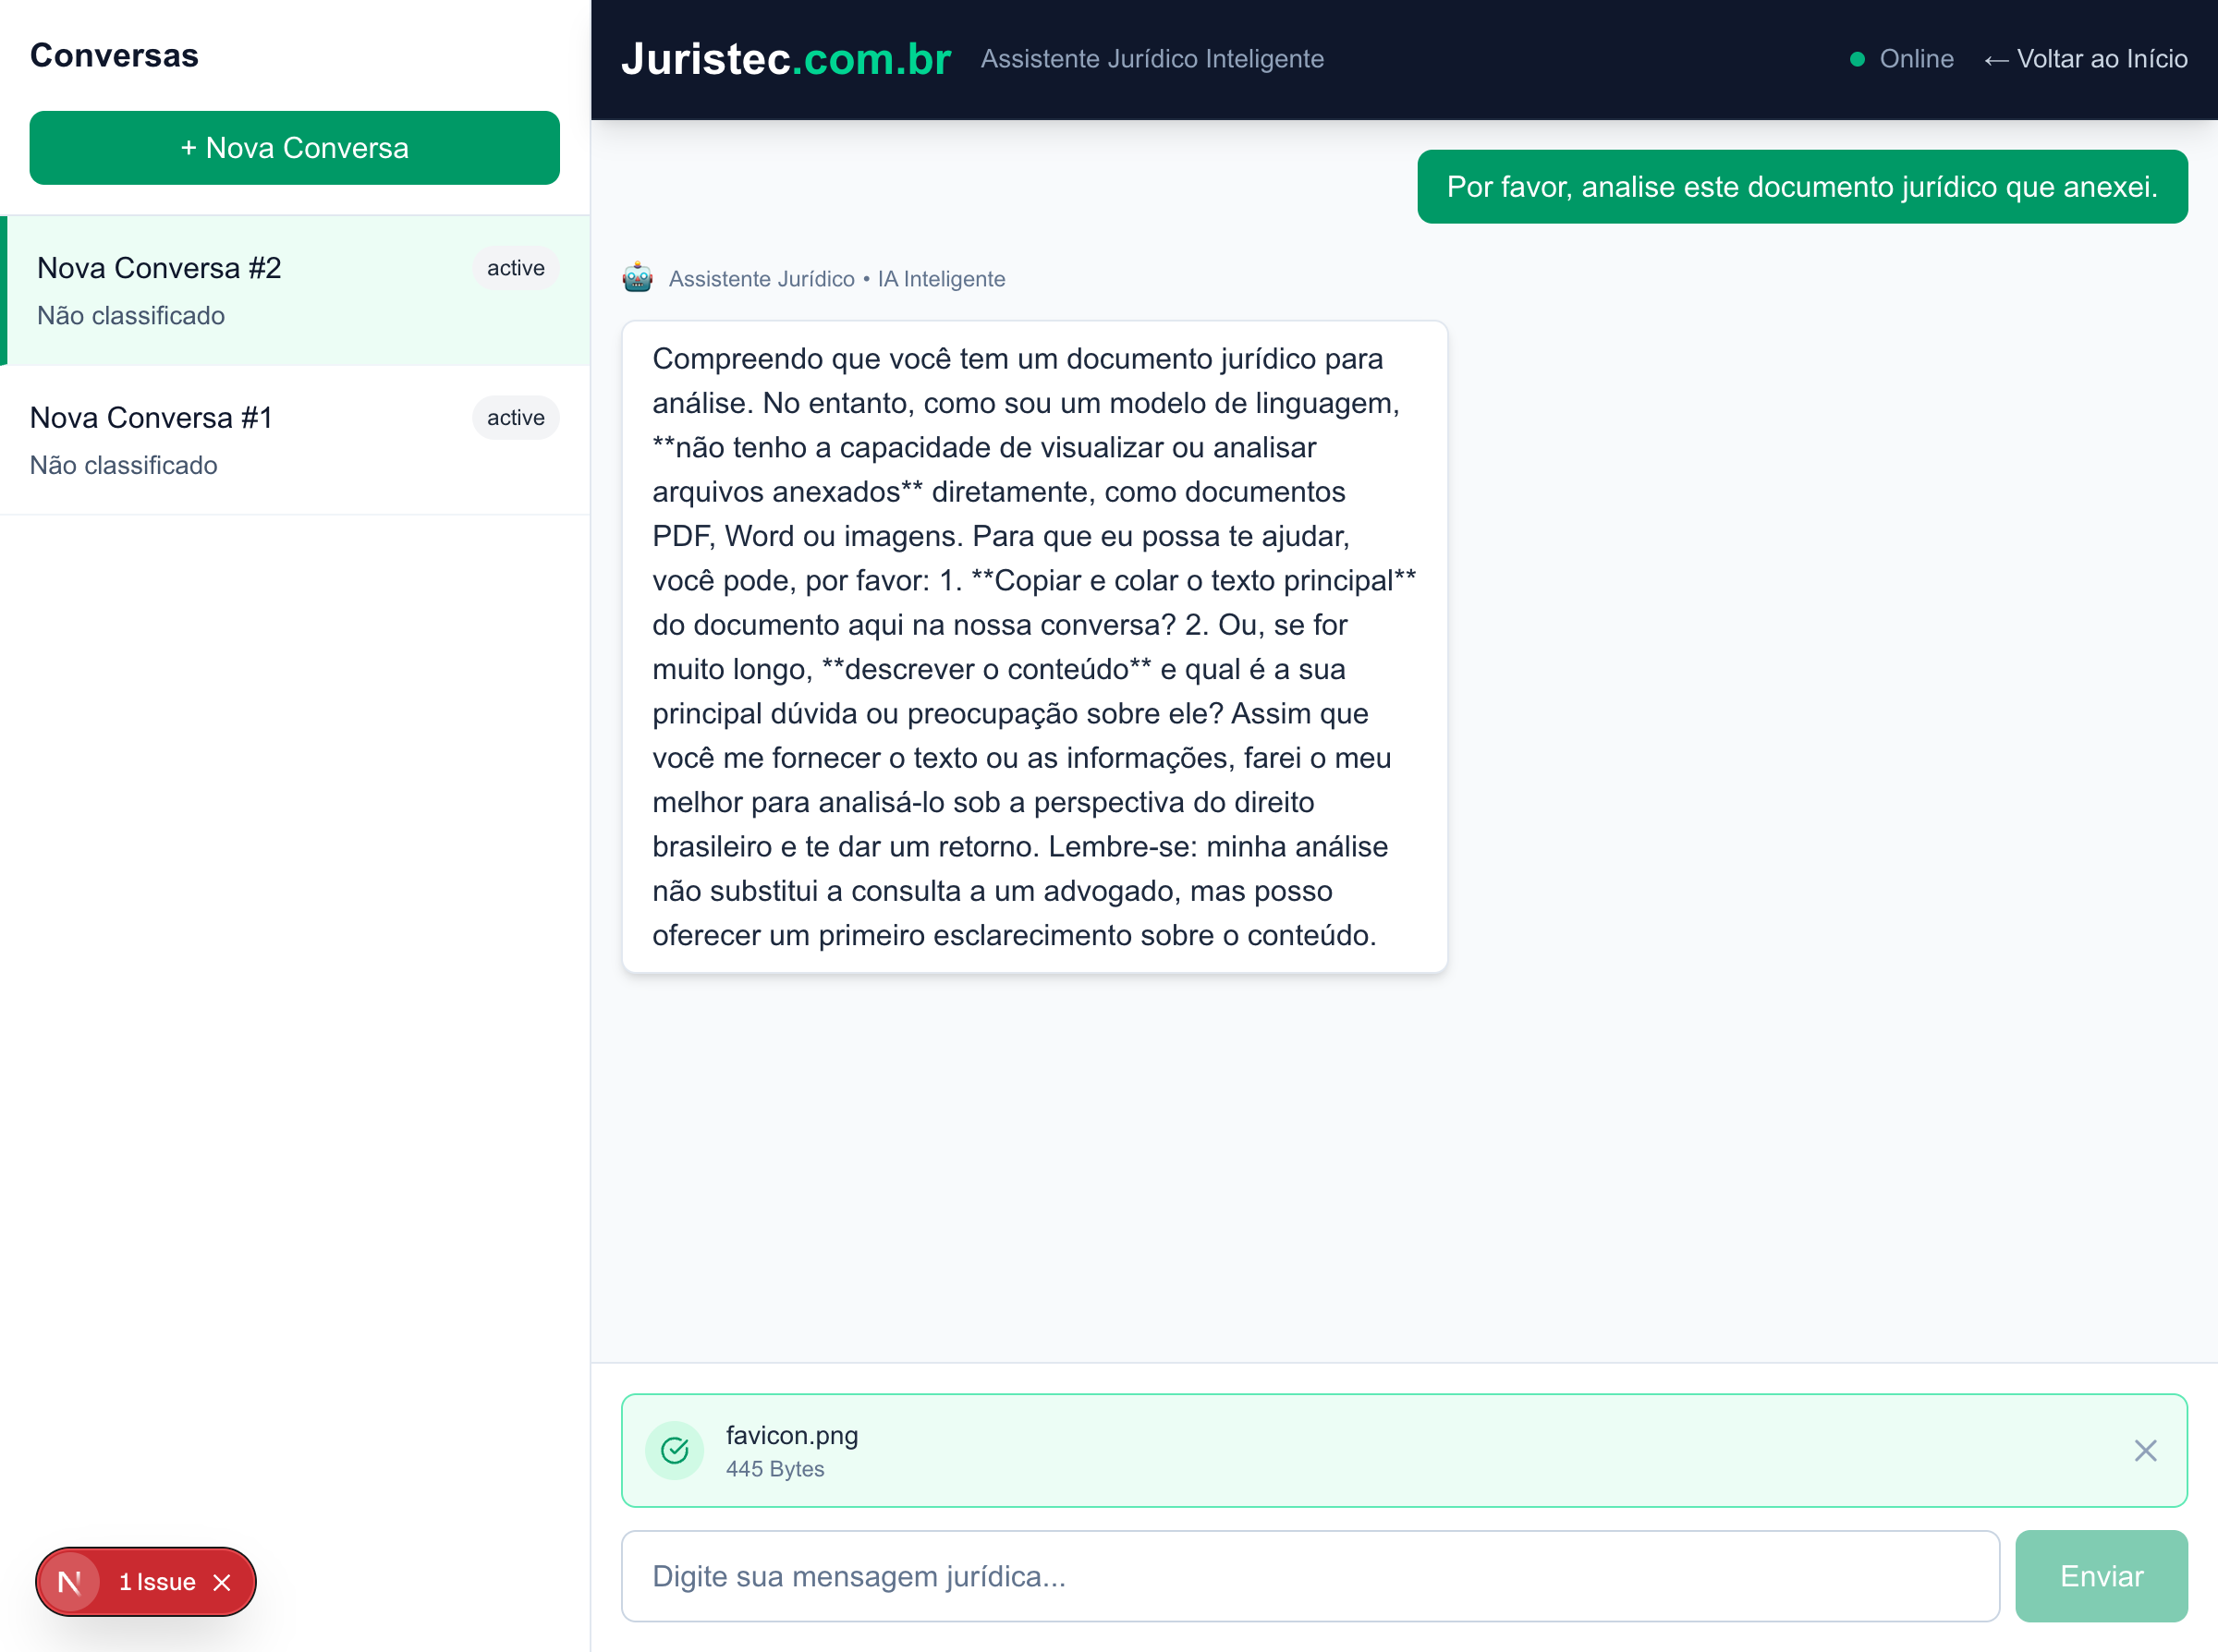 Conversas
+ Nova Conversa
Nova Conversa #2
active
Não classificado
Nova Conversa #1
active
Não classificado
1 Issue
Juristec.com.br
Assistente Jurídico Inteligente
Online
← Voltar ao Início
Por favor, analise este documento jurídico que anexei.
Assistente Jurídico • IA Inteligente
Compreendo que você tem um documento jurídico para
análise. No entanto, como sou um modelo de linguagem,
**não tenho a capacidade de visualizar ou analisar
arquivos anexados** diretamente, como documentos
PDF, Word ou imagens. Para que eu possa te ajudar,
você pode, por favor: 1. **Copiar e colar o texto principal**
do documento aqui na nossa conversa? 2. Ou, se for
muito longo, **descrever o conteúdo** e qual é a sua
principal dúvida ou preocupação sobre ele? Assim que
você me fornecer o texto ou as informações, farei o meu
melhor para analisá-lo sob a perspectiva do direito
brasileiro e te dar um retorno. Lembre-se: minha análise
não substitui a consulta a um advogado, mas posso
oferecer um primeiro esclarecimento sobre o conteúdo.
favicon.png
445 Bytes
Digite sua mensagem jurídica...
Enviar